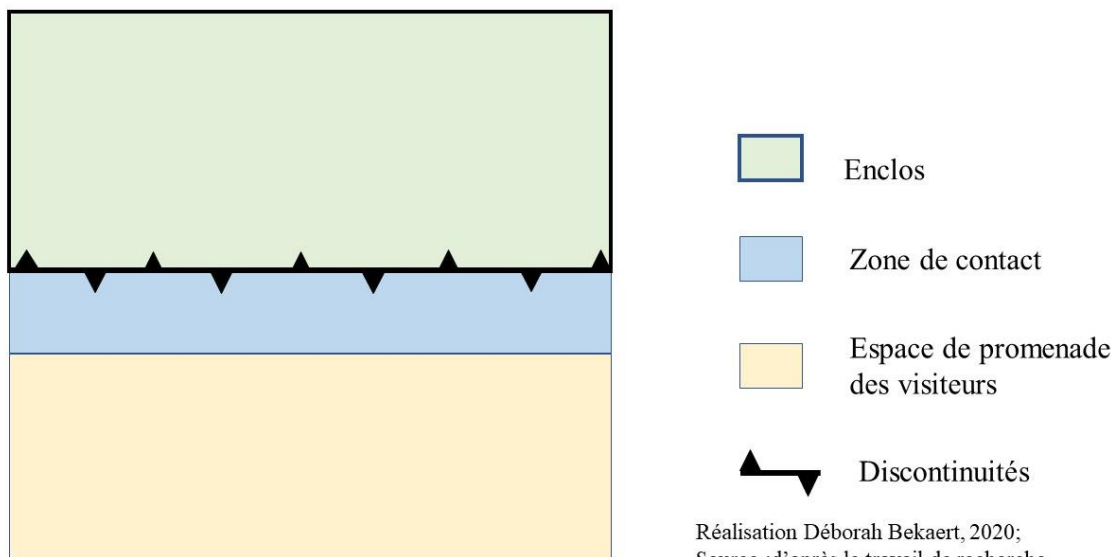 Enclos
Zone de contact
Espace de promenade
des visiteurs
Discontinuités
Réalisation Déborah Bekaert, 2020;